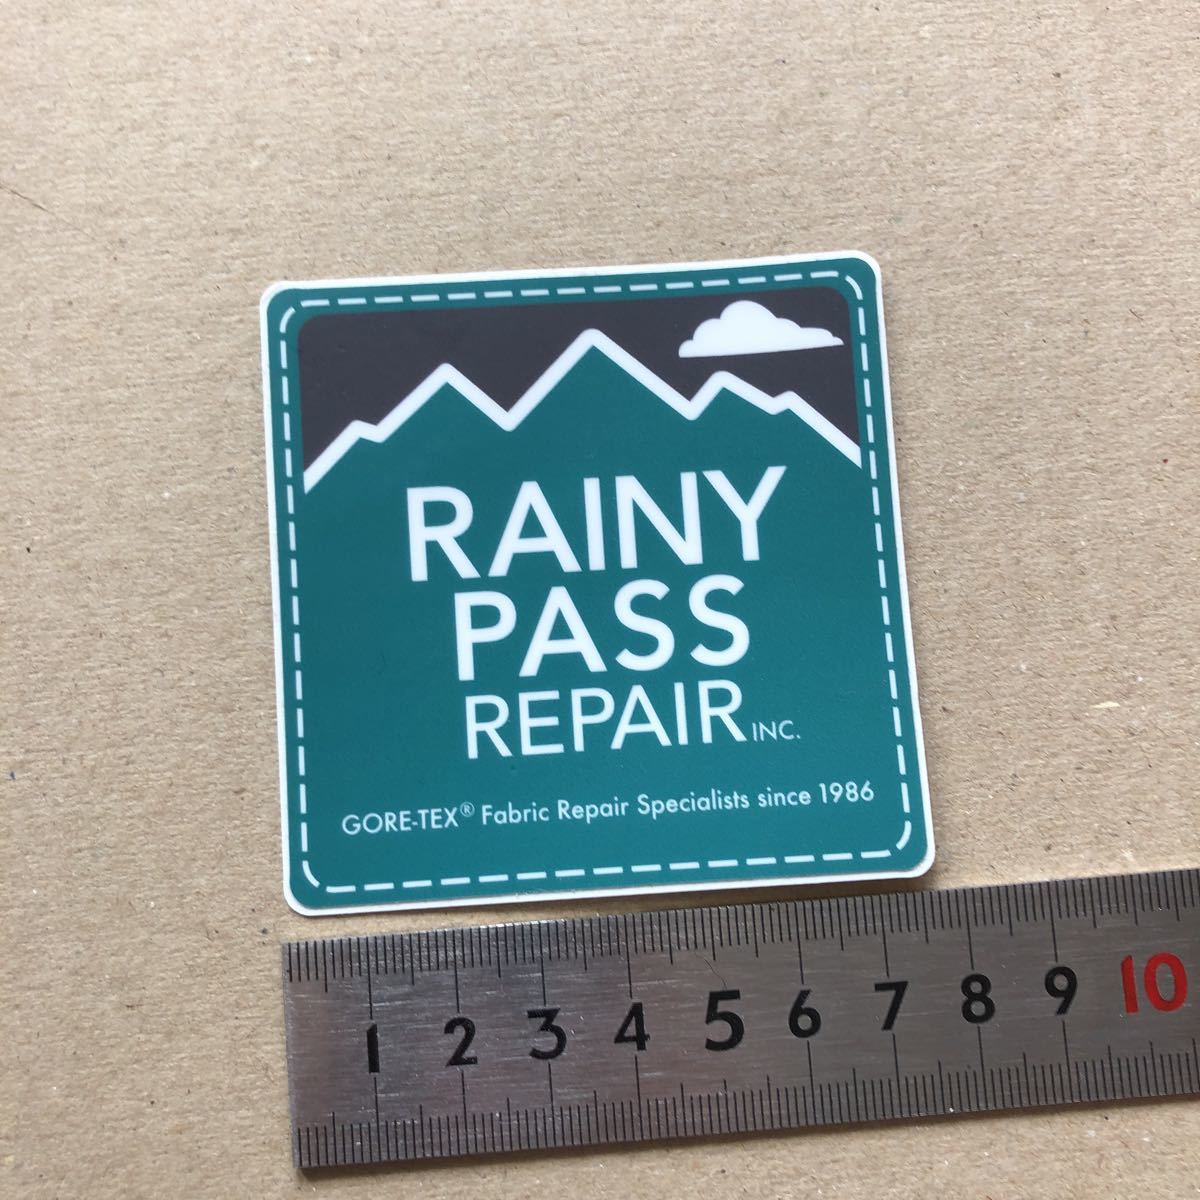 RAINY
PASS
REPAIR INC.
GORE-TEX® Fabric Repair Specialists since 1986
1 2 3 4 5 6 7 8 9 10